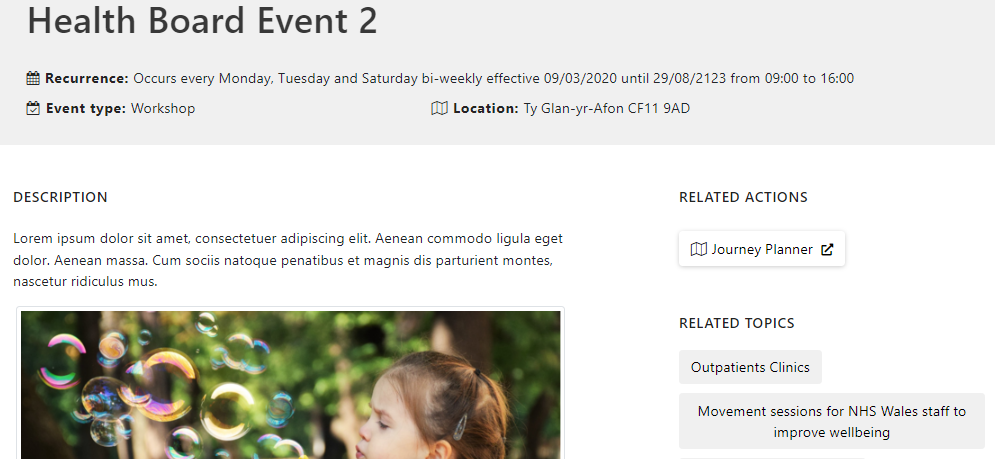 Health Board Event 2
Recurrence: Occurs every Monday, Tuesday and Saturday bi-weekly effective 09/03/2020 until 29/08/2123 from 09:00 to 16:00
Event type: Workshop
Location: Ty Glan-yr-Afon CF11 9AD
DESCRIPTION
Lorem ipsum dolor sit amet, consectetuer adipiscing elit. Aenean commodo ligula eget
dolor. Aenean massa. Cum sociis natoque penatibus et magnis dis parturient montes,
nascetur ridiculus mus.
RELATED ACTIONS
Journey Planner
RELATED TOPICS
Outpatients Clinics
Movement sessions for NHS Wales staff to
improve wellbeing